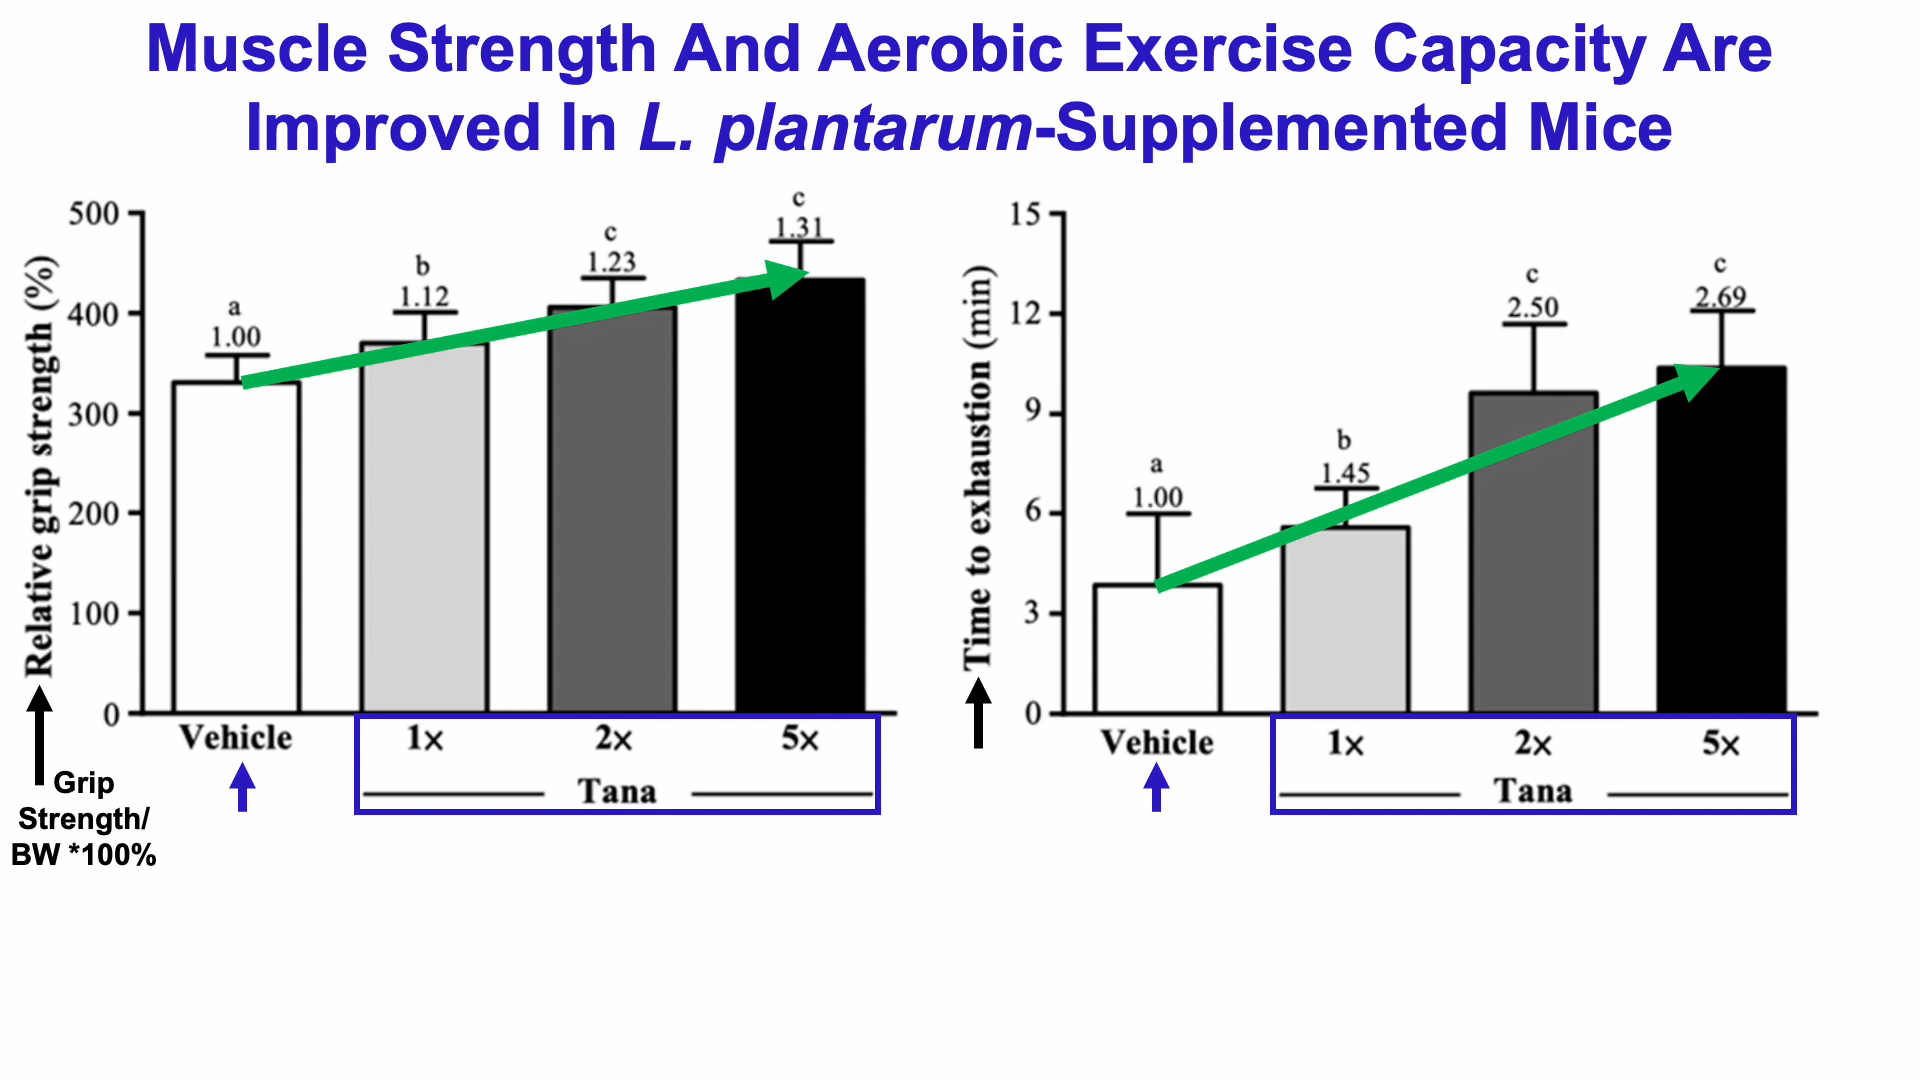 Muscle Strength And Aerobic Exercise Capacity Are
Improved In L. plantarum-Supplemented Mice
Relative grip strength (%)
500
400
300
200
100
0
a
1.00
b
1.12
c
1.23
c
1.31
Vehicle
1×
2×
5×
Tana
Grip
Strength/
BW *100%
Time to exhaustion (min)
15
12
9
6
3
0
a
1.00
b
1.45
c
2.50
c
2.69
Vehicle
1×
2×
5×
Tana